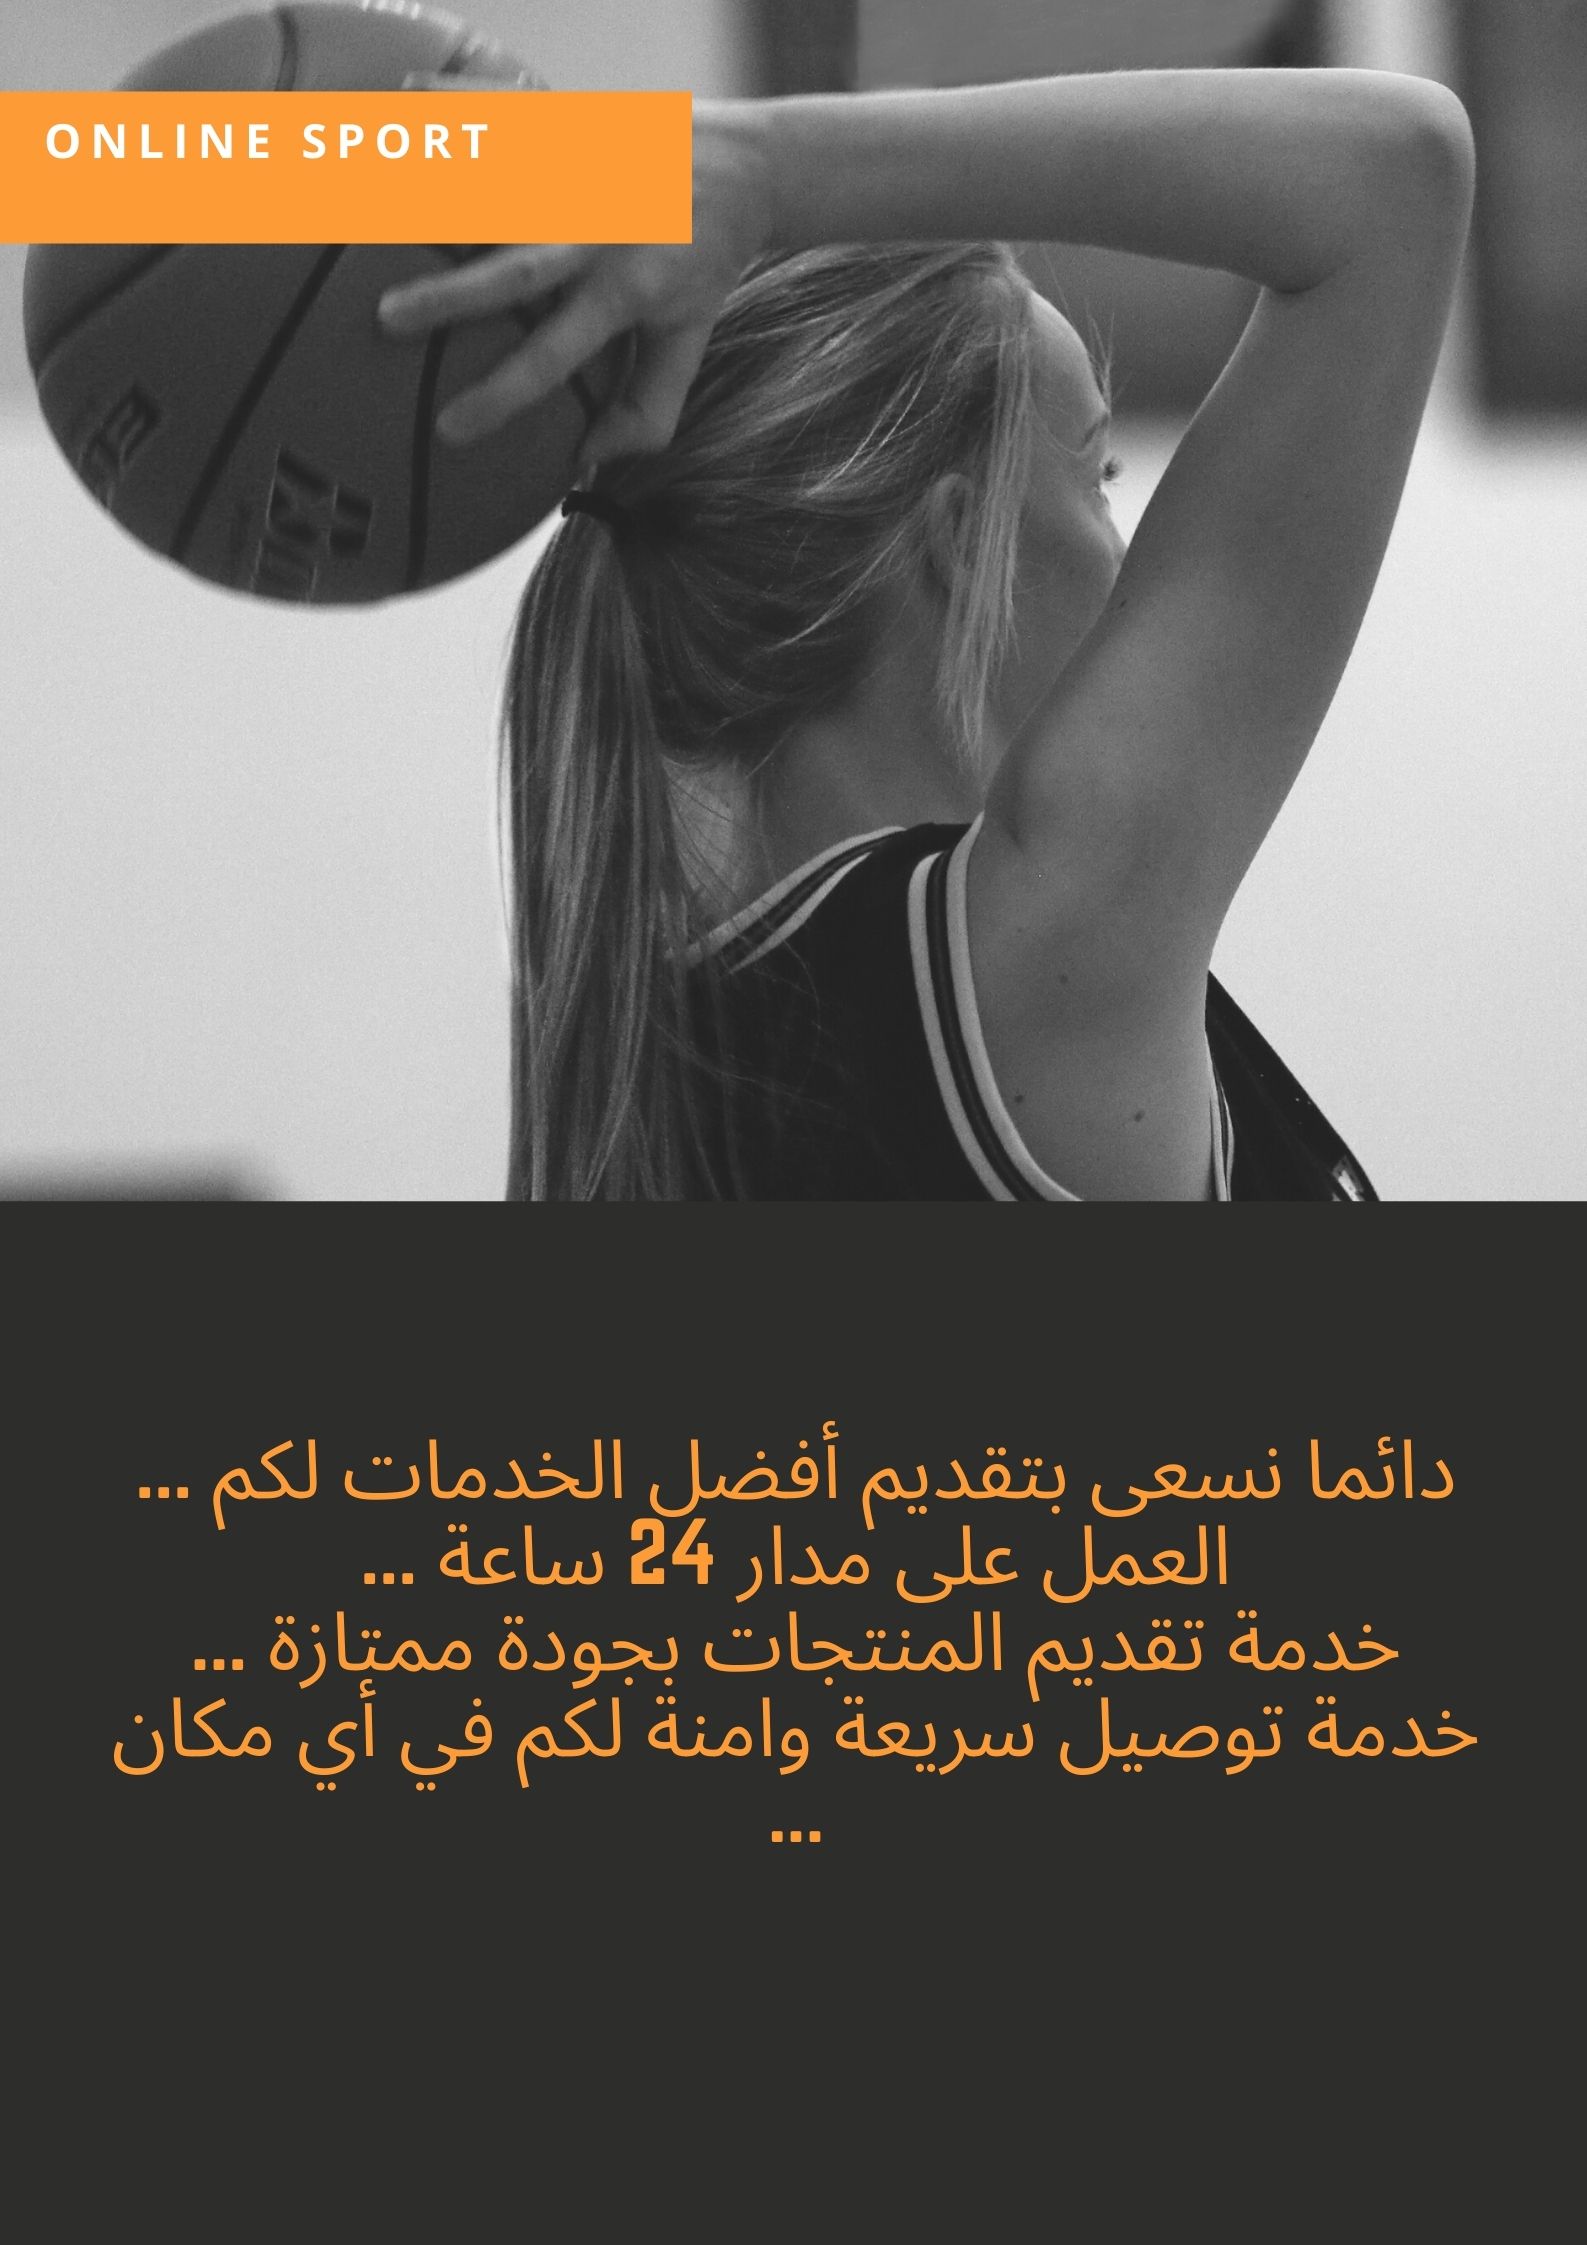 ONLINE SPORT
دائما نسعى بتقديم أفضل الخدمات لكم ...
العمل على مدار 24 ساعة ...
خدمة تقديم المنتجات بجودة ممتازة ...
خدمة توصيل سريعة وامنة لكم في أي مكان
...